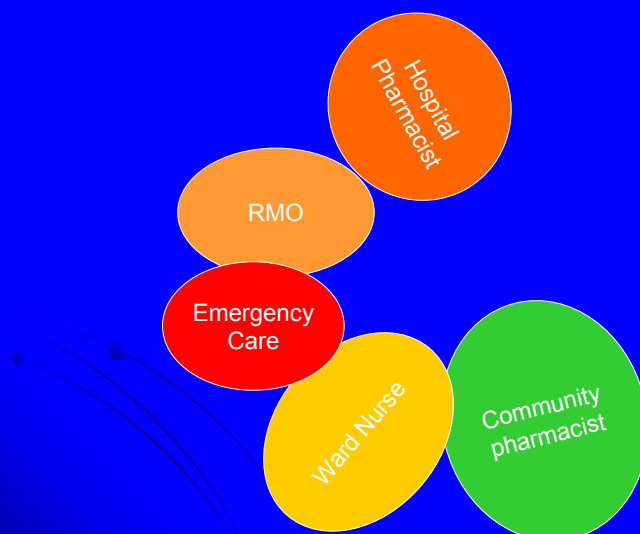 Hospital
Pharmacist
RMO
Emergency
Care
Ward Nurse
Community
pharmacist